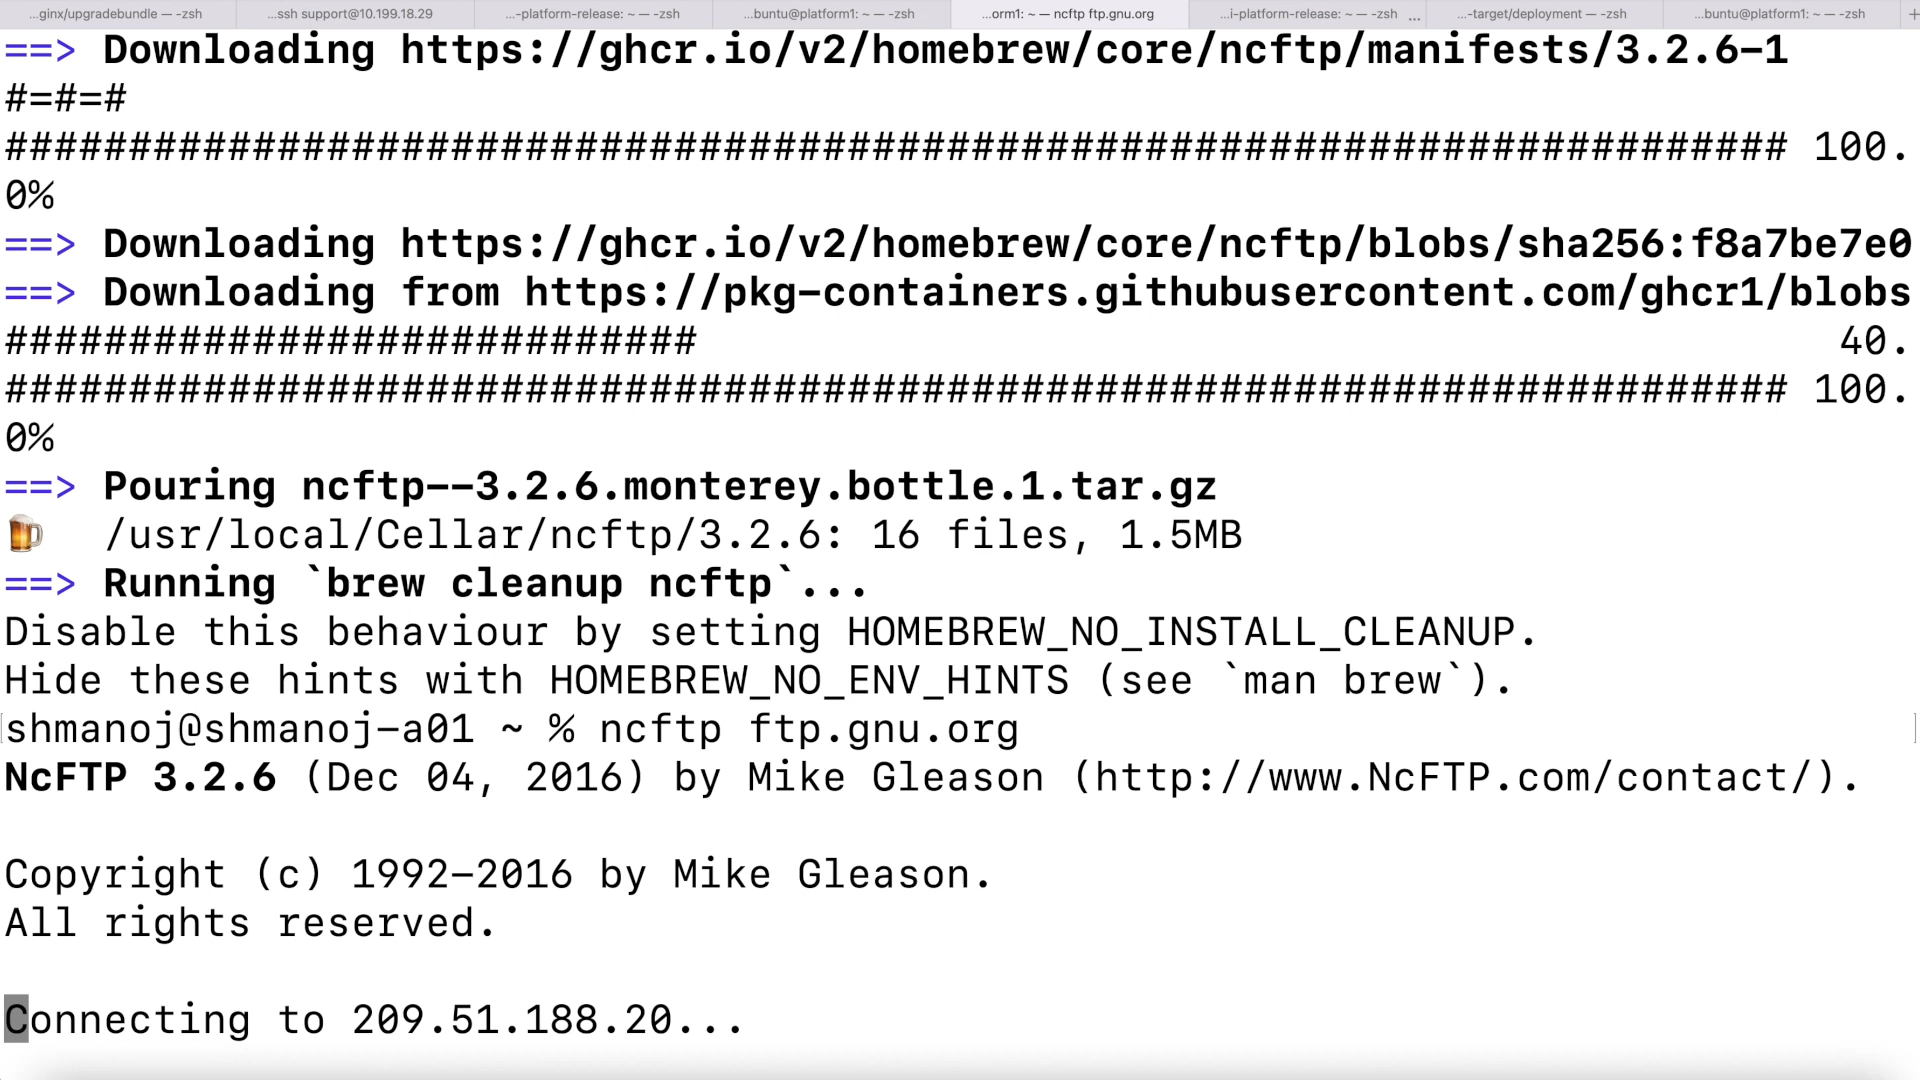 ...ginx/upgradebundle — -zsh ...ssh support@10.199.18.29 ...-platform-release: ~ — -zsh ...buntu@platform1: ~ — -zsh ...orm1: ~ — ncftp ftp.gnu.org ...i-platform-release: ~ — -zsh ... ...-target/deployment — -zsh ...buntu@platform1: ~ — -zsh +
==> Downloading https://ghcr.io/v2/homebrew/core/ncftp/manifests/3.2.6-1
#=#=#
######################################################################## 100.
0%
==> Downloading https://ghcr.io/v2/homebrew/core/ncftp/blobs/sha256:f8a7be7e0
==> Downloading from https://pkg-containers.githubusercontent.com/ghcr1/blobs
############################ 40.
######################################################################## 100.
0%
==> Pouring ncftp--3.2.6.monterey.bottle.1.tar.gz
🍺 /usr/local/Cellar/ncftp/3.2.6: 16 files, 1.5MB
==> Running `brew cleanup ncftp`...
Disable this behaviour by setting HOMEBREW_NO_INSTALL_CLEANUP.
Hide these hints with HOMEBREW_NO_ENV_HINTS (see `man brew`).
shmanoj@shmanoj-a01 ~ % ncftp ftp.gnu.org
NcFTP 3.2.6 (Dec 04, 2016) by Mike Gleason (http://www.NcFTP.com/contact/).
Copyright (c) 1992-2016 by Mike Gleason.
All rights reserved.
Connecting to 209.51.188.20...